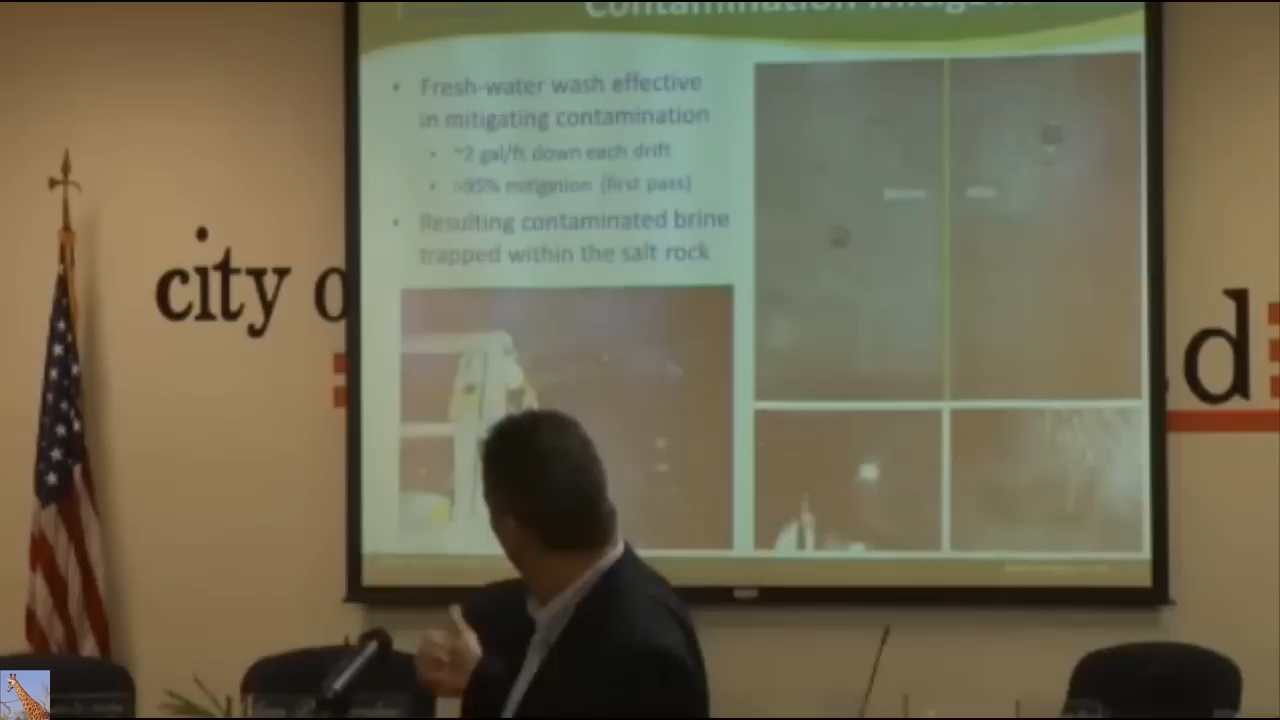 Contamination
Fresh-water wash effective
in mitigating contamination
~2 gal/ft down each drift
>95% mitigation (first pass)
Resulting contaminated brine
trapped within the salt rock
city o
d